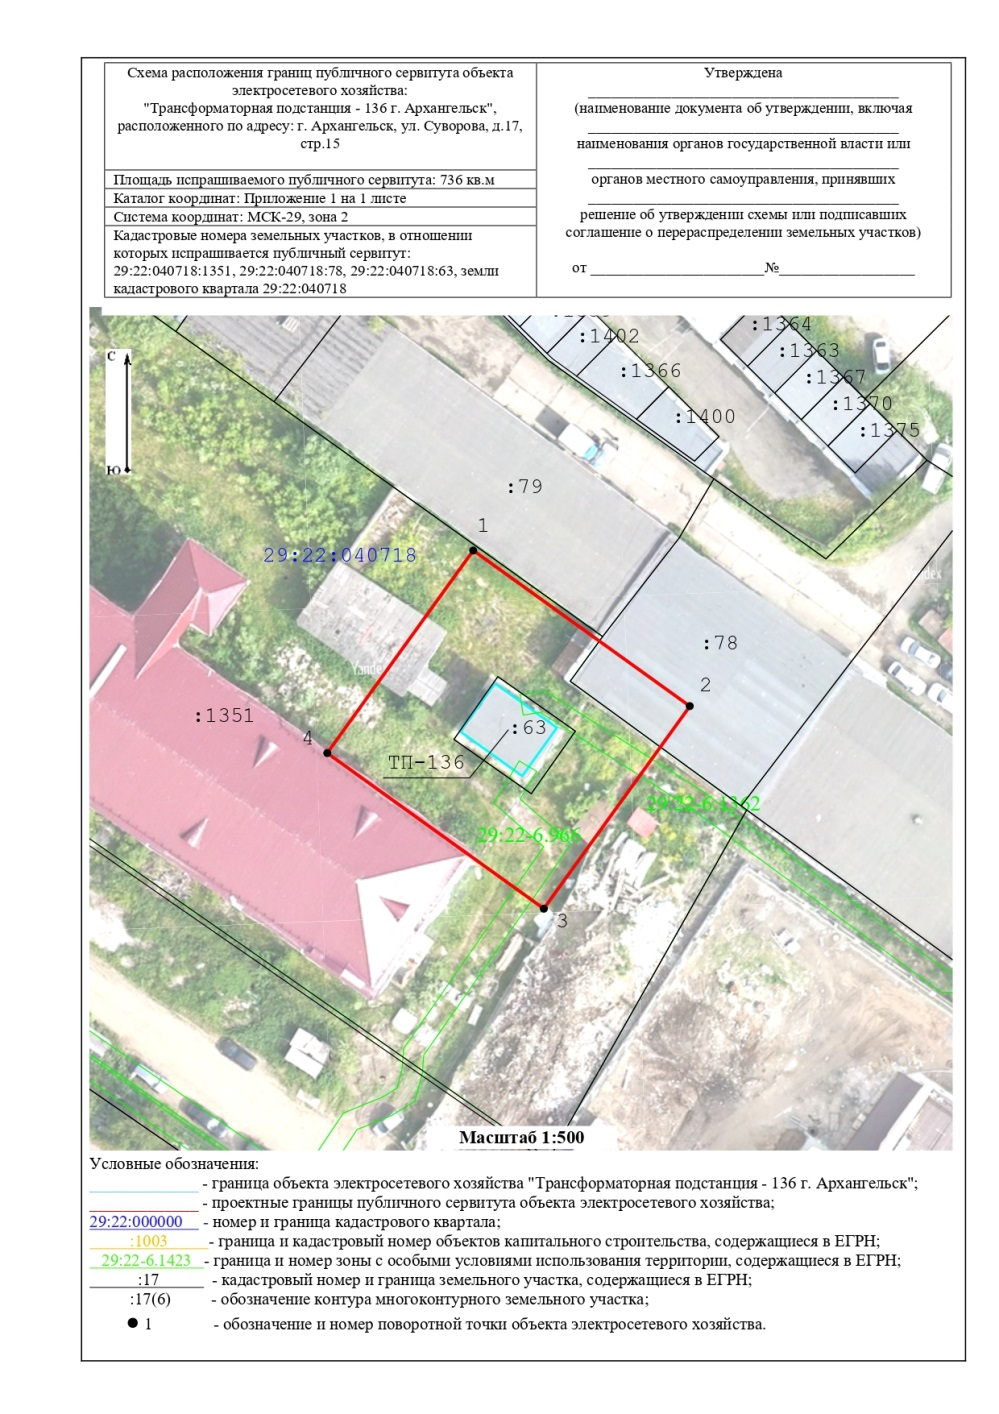 Схема расположения границ публичного сервитута объекта
электросетевого хозяйства:
"Трансформаторная подстанция - 136 г. Архангельск",
расположенного по адресу: г. Архангельск, ул. Суворова, д.17,
стр.15
Площадь испрашиваемого публичного сервитута: 736 кв.м
Каталог координат: Приложение 1 на 1 листе
Система координат: МСК-29, зона 2
Кадастровые номера земельных участков, в отношении
которых испрашивается публичный сервитут:
29:22:040718:1351, 29:22:040718:78, 29:22:040718:63, земли
кадастрового квартала 29:22:040718
Утверждена
(наименование документа об утверждении, включая
наименования органов государственной власти или
органов местного самоуправления, принявших
решение об утверждении схемы или подписавших
соглашение о перераспределении земельных участков)
от ______________________№_________________
С
Ю
:1402
:1366
:1400
:1364
:1363
:1367
:1370
:1375
:79
1
29:22:040718
:78
2
:1351
4
:63
ТП-136
29:22-6.1362
29:22-6.966
3
Yandex
Масштаб 1:500
Условные обозначения:
- граница объекта электросетевого хозяйства "Трансформаторная подстанция - 136 г. Архангельск";
- проектные границы публичного сервитута объекта электросетевого хозяйства;
29:22:000000 - номер и граница кадастрового квартала;
:1003 - граница и кадастровый номер объектов капитального строительства, содержащиеся в ЕГРН;
29:22-6.1423 - граница и номер зоны с особыми условиями использования территории, содержащиеся в ЕГРН;
:17 - кадастровый номер и граница земельного участка, содержащиеся в ЕГРН;
:17(6) - обозначение контура многоконтурного земельного участка;
1 - обозначение и номер поворотной точки объекта электросетевого хозяйства.